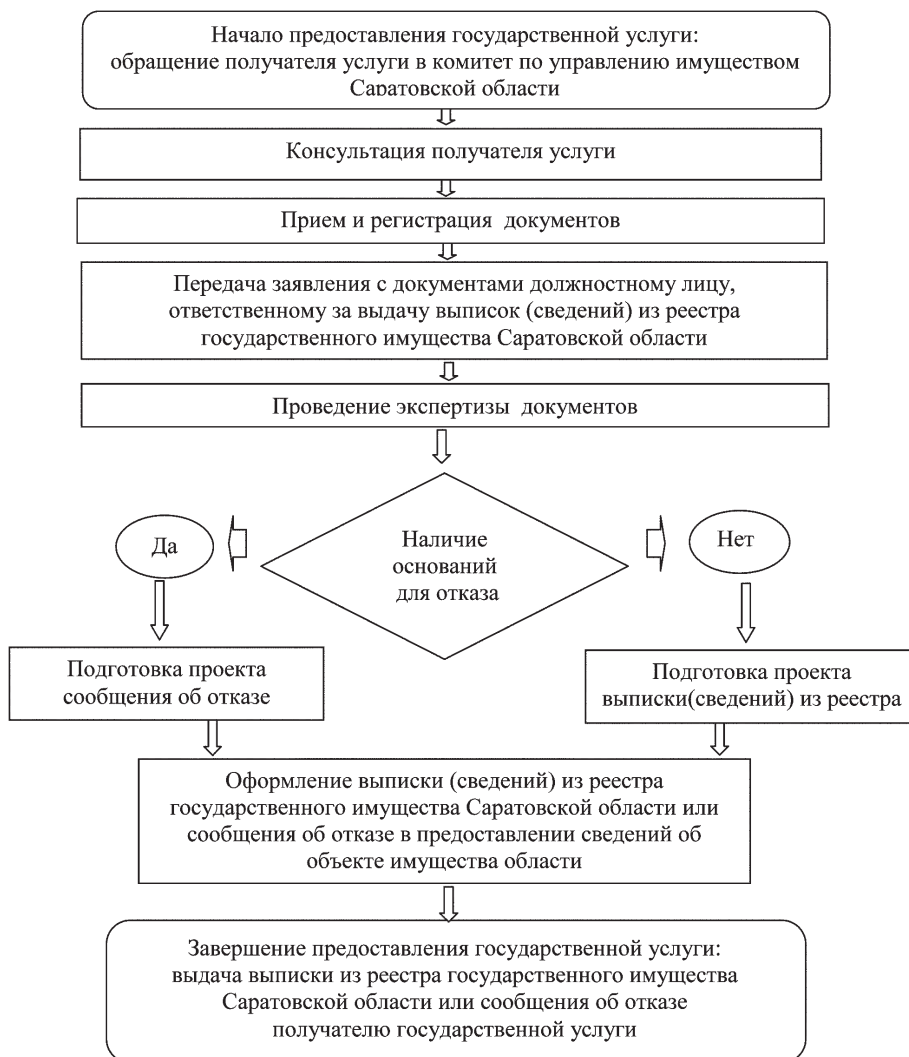 Начало предоставления государственной услуги:
обращение получателя услуги в комитет по управлению имуществом
Саратовской области
Консультация получателя услуги
Прием и регистрация документов
Передача заявления с документами должностному лицу,
ответственному за выдачу выписок (сведений) из реестра
государственного имущества Саратовской области
Проведение экспертизы документов
Наличие
оснований
для отказа
Да
Нет
Подготовка проекта
сообщения об отказе
Подготовка проекта
выписки(сведений) из реестра
Оформление выписки (сведений) из реестра
государственного имущества Саратовской области или
сообщения об отказе в предоставлении сведений об
объекте имущества области
Завершение предоставления государственной услуги:
выдача выписки из реестра государственного имущества
Саратовской области или сообщения об отказе
получателю государственной услуги